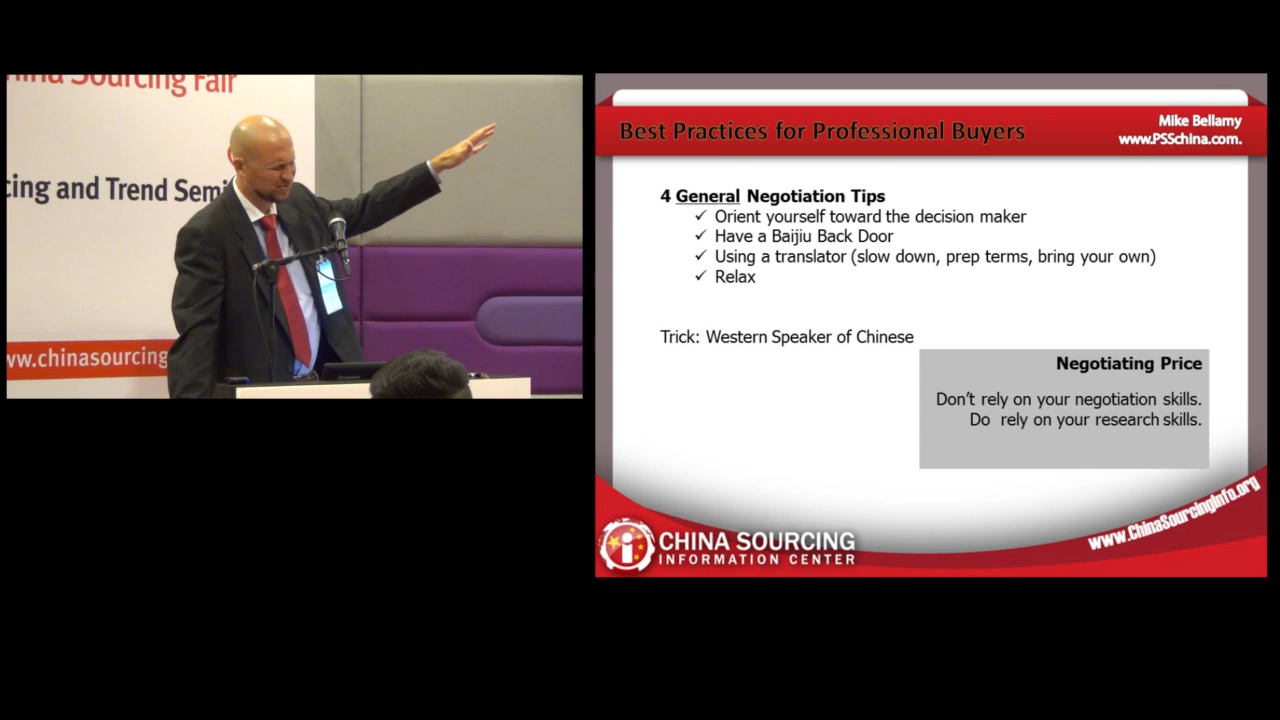 China Sourcing Fair
cing and Trend Semi
www.chinasourcing
Best Practices for Professional Buyers
Mike Bellamy
www.PSSchina.com.
4 General Negotiation Tips
✓ Orient yourself toward the decision maker
✓ Have a Baijiu Back Door
✓ Using a translator (slow down, prep terms, bring your own)
✓ Relax
Trick: Western Speaker of Chinese
Negotiating Price
Don't rely on your negotiation skills.
Do rely on your research skills.
CHINA SOURCING
INFORMATION CENTER
www.ChinaSourcingInfo.org